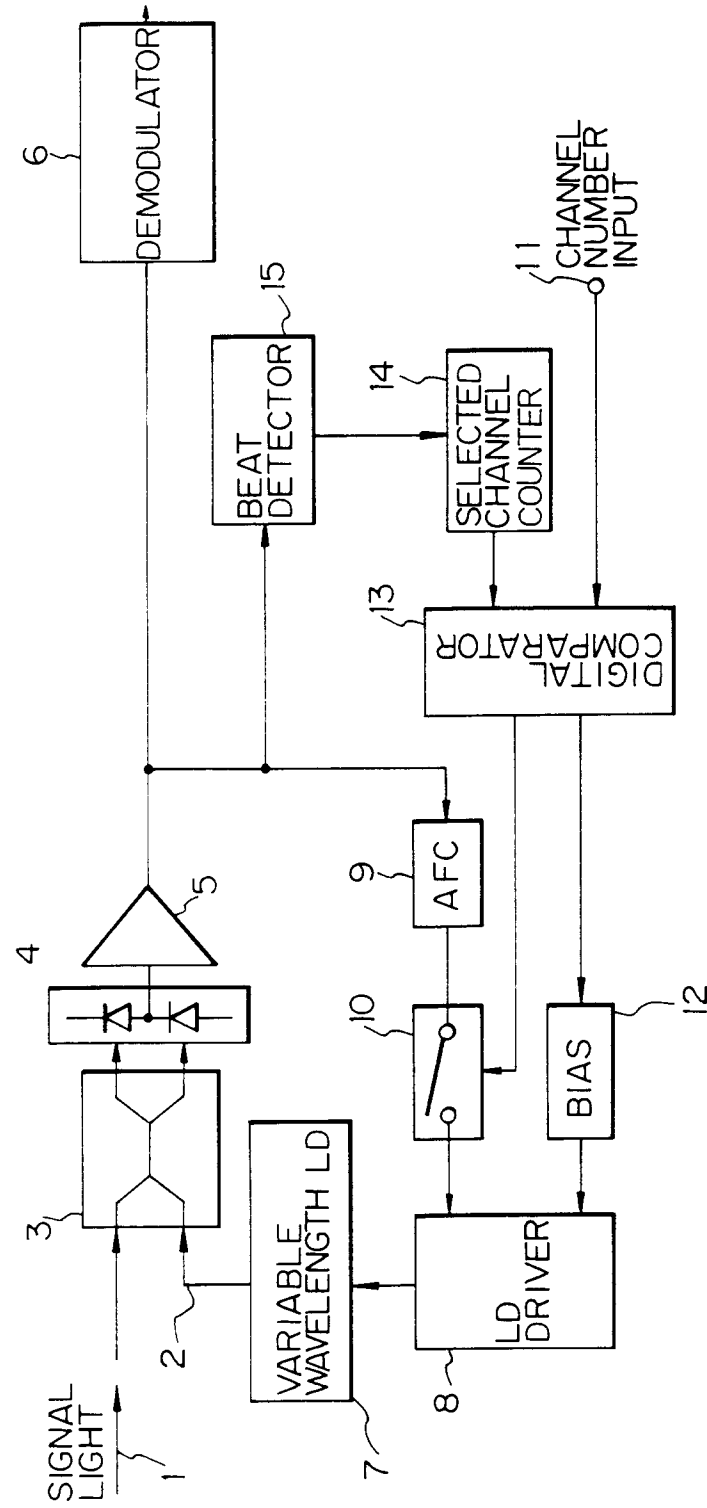 SIGNAL
LIGHT
1
2
3
4
5
6
DEMODULATOR
VARIABLE
WAVELENGTH LD
7
LD
DRIVER
8
9
AFC
10
BEAT
DETECTOR
15
14
SELECTED
CHANNEL
COUNTER
13
DIGITAL
COMPARATOR
11
CHANNEL
NUMBER
INPUT
BIAS
12